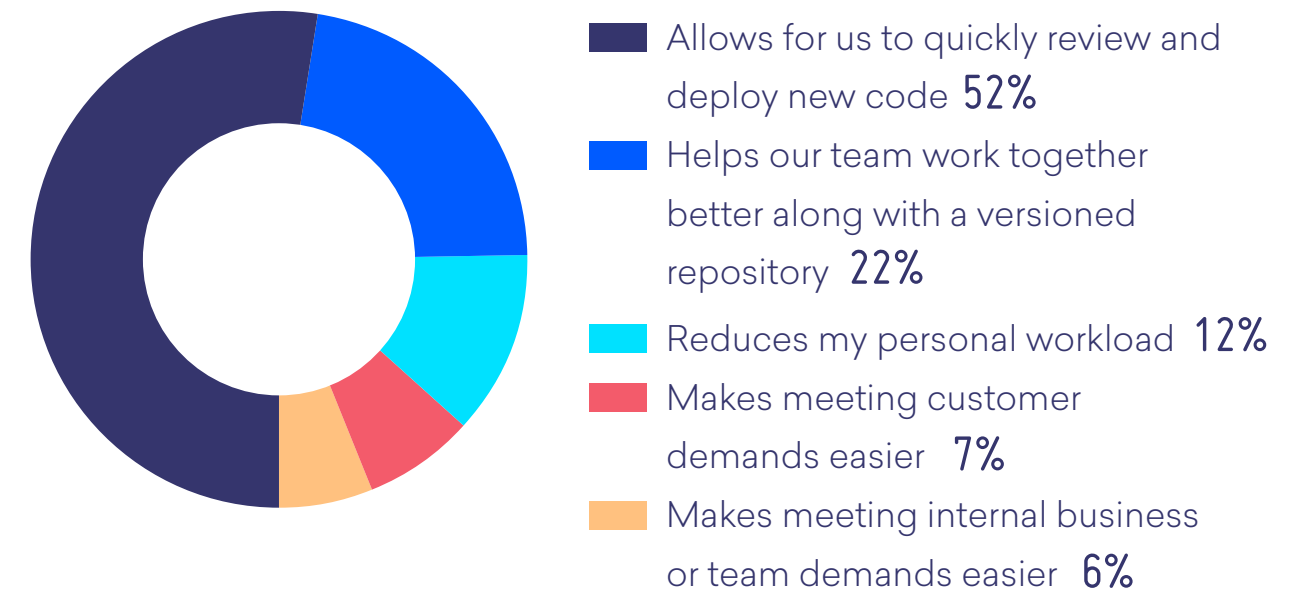 Allows for us to quickly review and
deploy new code 52%
Helps our team work together
better along with a versioned
repository 22%
Reduces my personal workload 12%
Makes meeting customer
demands easier 7%
Makes meeting internal business
or team demands easier 6%